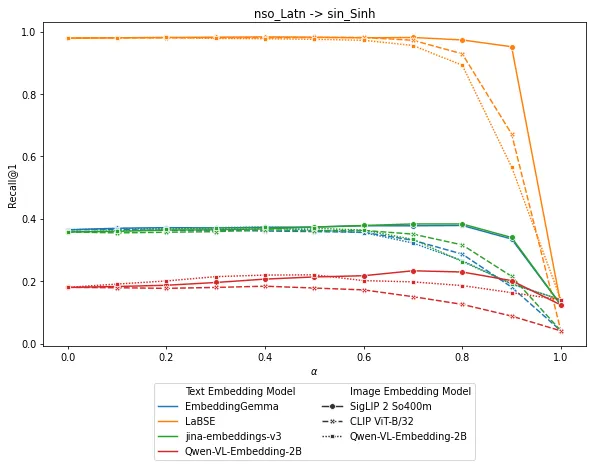 nso_Latn -> sin_Sinh
Recall@1
1.0
0.8
0.6
0.4
0.2
0.0
0.0 0.2 0.4 0.6 0.8 1.0
α
Text Embedding Model
EmbeddingGemma
LaBSE
jina-embeddings-v3
Qwen-VL-Embedding-2B
Image Embedding Model
SigLIP 2 So400m
CLIP ViT-B/32
Qwen-VL-Embedding-2B